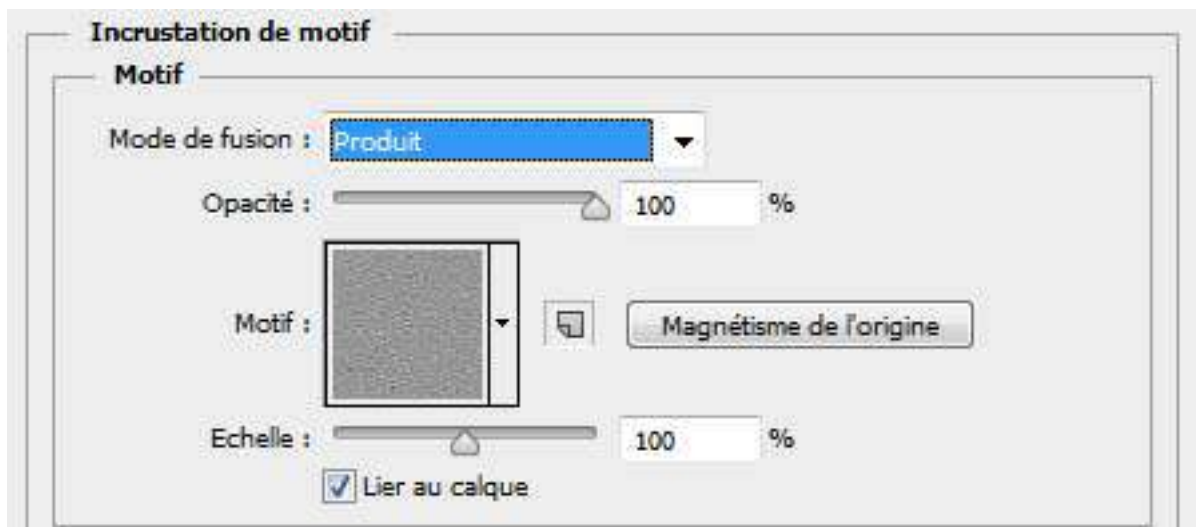 Incrustation de motif
Motif
Mode de fusion : Produit
Opacité : 100 %
Motif : Magnétisme de l'origine
Echelle : 100 %
Lier au calque